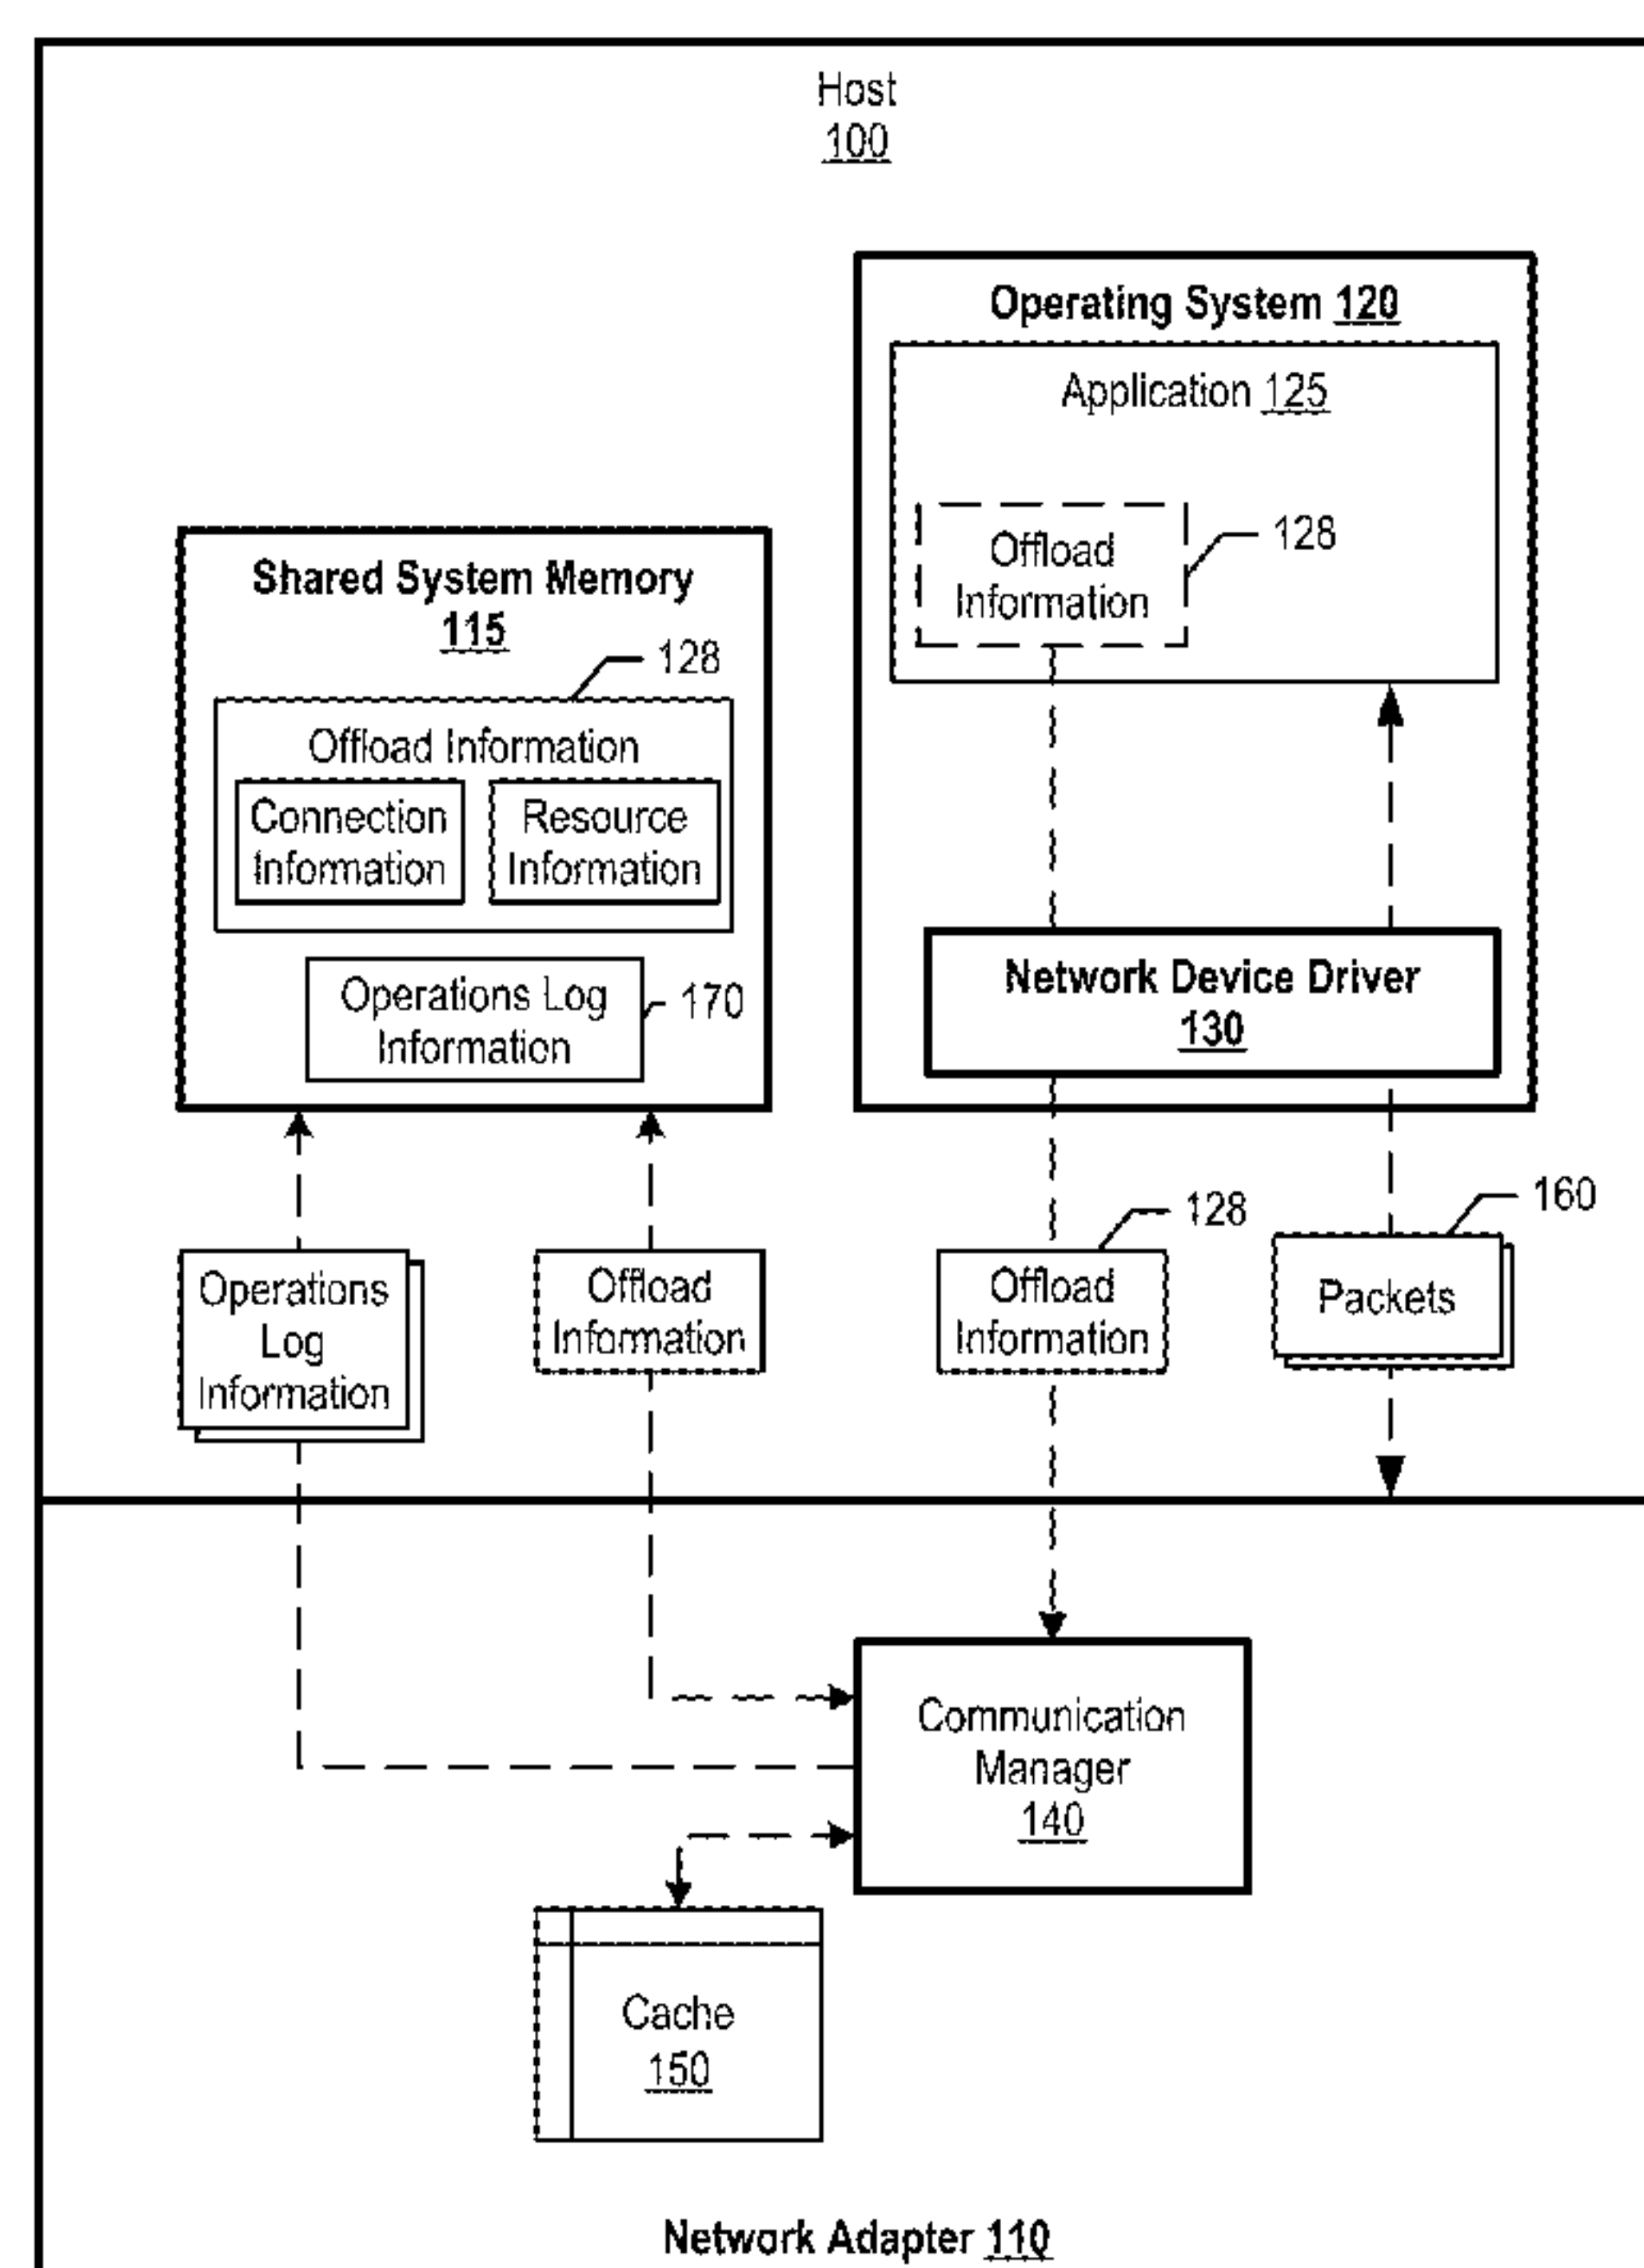 Host
100
Operating System 120
Application 125
Offload
Information
128
Shared System Memory
115
128
Offload Information
Connection
Information
Resource
Information
Operations Log
Information
170
Network Device Driver
130
Operations
Log
Information
Offload
Information
128
Offload
Information
160
Packets
Communication
Manager
140
Cache
150
Network Adapter 110